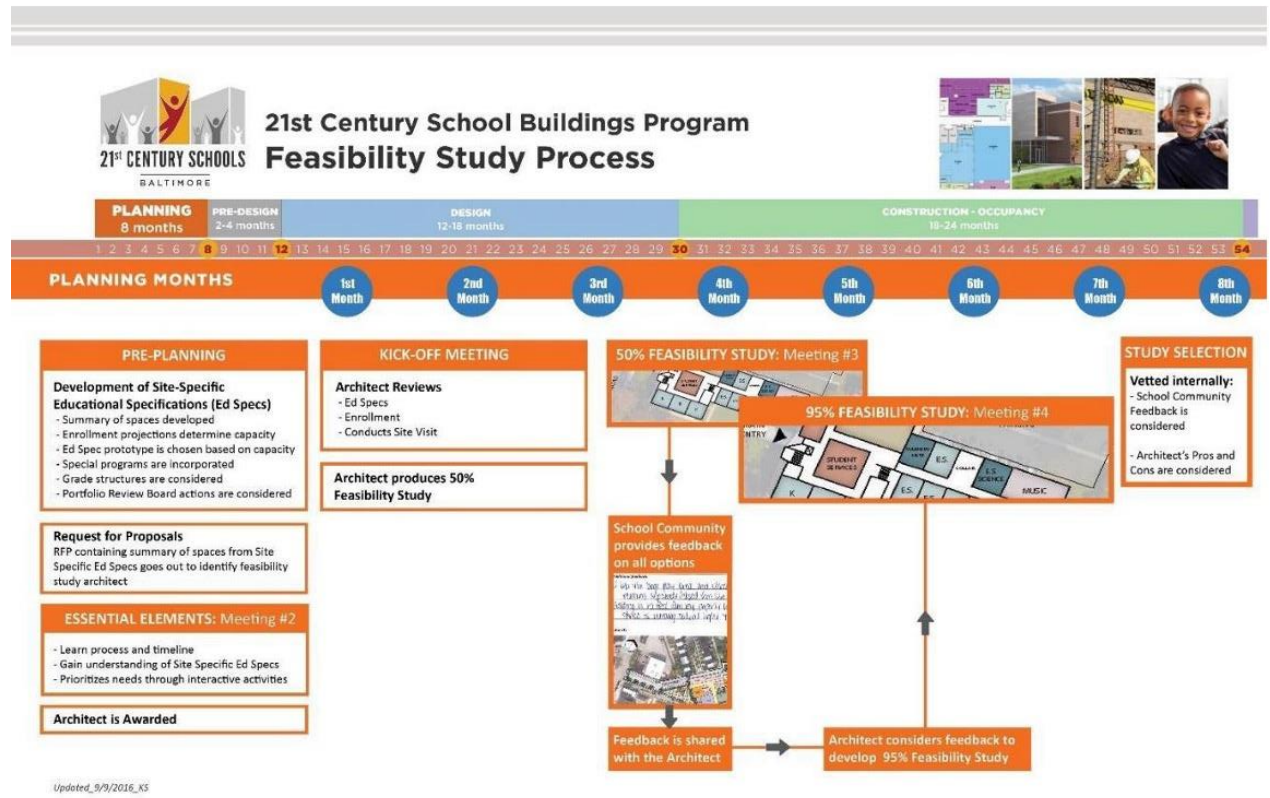 21st CENTURY SCHOOLS
BALTIMORE
21st Century School Buildings Program
Feasibility Study Process
PLANNING
8 months
PRE-DESIGN
2-4 months
DESIGN
12-18 months
CONSTRUCTION - OCCUPANCY
18-24 months
1 2 3 4 5 6 7 8 9 10 11 12 13 14 15 16 17 18 19 20 21 22 23 24 25 26 27 28 29 30 31 32 33 34 35 36 37 38 39 40 41 42 43 44 45 46 47 48 49 50 51 52 53 54
PLANNING MONTHS
1st Month
2nd Month
3rd Month
4th Month
5th Month
6th Month
7th Month
8th Month
PRE-PLANNING
Development of Site-Specific
Educational Specifications (Ed Specs)
- Summary of spaces developed
- Enrollment projections determine capacity
- Ed Spec prototype is chosen based on capacity
- Special programs are incorporated
- Grade structures are considered
- Portfolio Review Board actions are considered
Request for Proposals
RFP containing summary of spaces from Site
Specific Ed Specs goes out to identify feasibility
study architect
ESSENTIAL ELEMENTS: Meeting #2
- Learn process and timeline
- Gain understanding of Site Specific Ed Specs
- Prioritizes needs through interactive activities
Architect is Awarded
KICK-OFF MEETING
Architect Reviews
- Ed Specs
- Enrollment
- Conducts Site Visit
Architect produces 50%
Feasibility Study
50% FEASIBILITY STUDY: Meeting #3
95% FEASIBILITY STUDY: Meeting #4
ENTRY
STUDENT
SERVICES
E.S.
E.S.
SCIENCE
MUSIC
K
E.S.
E.S.
School Community
provides feedback
on all options
Feedback is shared
with the Architect
Architect considers feedback to
develop 95% Feasibility Study
STUDY SELECTION
Vetted internally:
- School Community
Feedback is
considered
- Architect's Pros and
Cons are considered
Updated_9/9/2016_KS